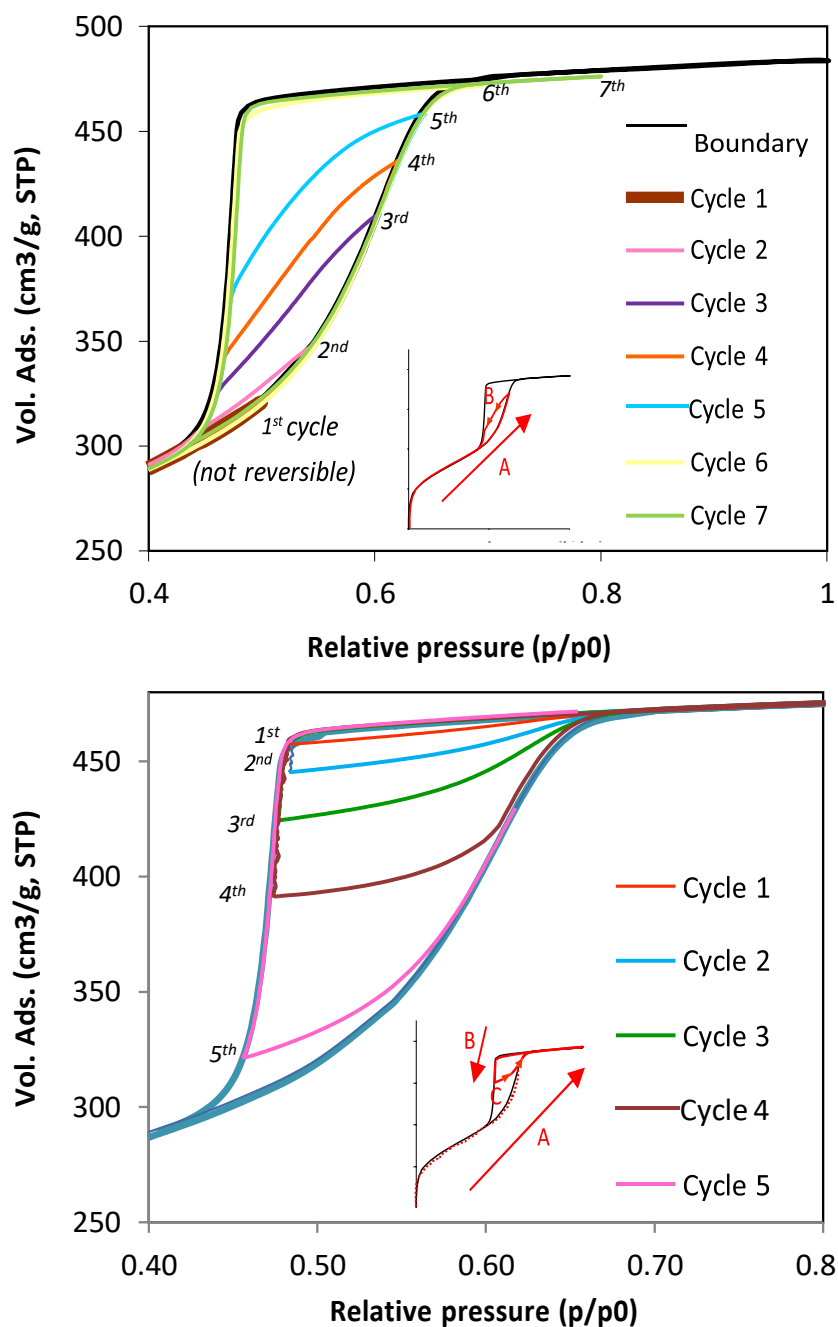 500
450
400
350
300
250
Vol. Ads. (cm3/g, STP)
6th
7th
5th
4th
3rd
2nd
1st cycle
(not reversible)
Boundary
Cycle 1
Cycle 2
Cycle 3
Cycle 4
Cycle 5
Cycle 6
Cycle 7
B
A
0.4
0.6
0.8
1
Relative pressure (p/p0)
450
400
350
300
250
Vol. Ads. (cm3/g, STP)
1st
2nd
3rd
4th
5th
Cycle 1
Cycle 2
Cycle 3
Cycle 4
Cycle 5
B
C
A
0.40
0.50
0.60
0.70
0.8
Relative pressure (p/p0)